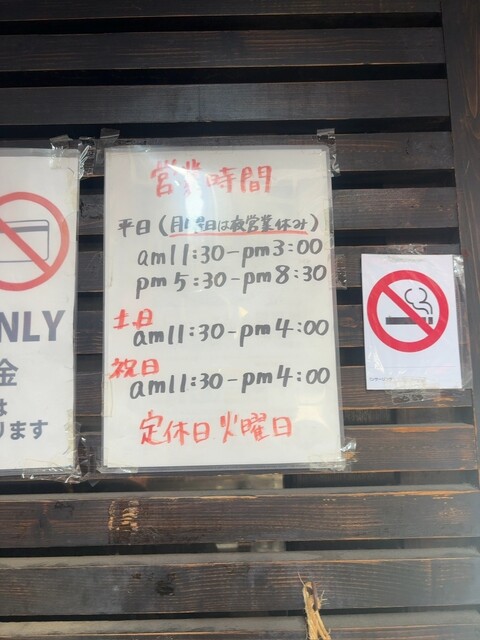 営業時間
平日(月曜日は夜営業休み)
am11:30-pm3:00
pm5:30-pm8:30
土日
am11:30-pm4:00
祝日
am11:30-pm4:00
定休日 火曜日
NLY
金
は
ります